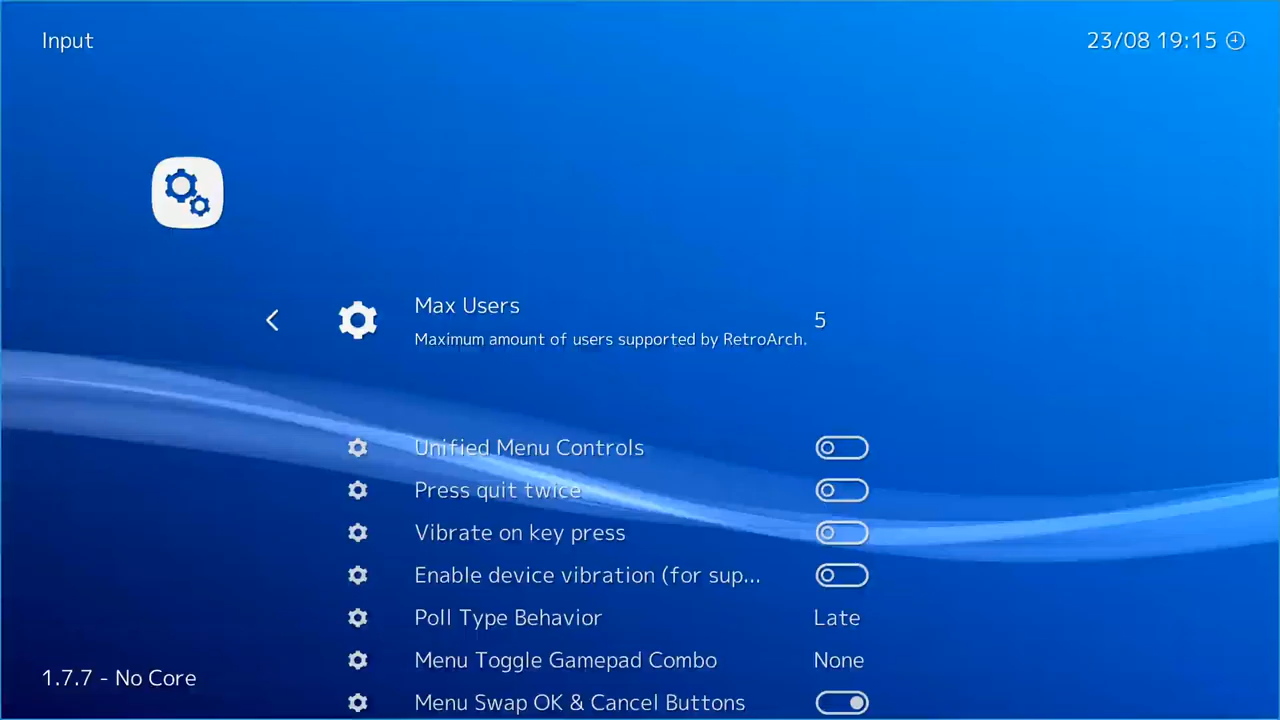 Input
23/08 19:15
Max Users
5
Maximum amount of users supported by RetroArch.
Unified Menu Controls
Press quit twice
Vibrate on key press
Enable device vibration (for sup...
Poll Type Behavior Late
Menu Toggle Gamepad Combo None
Menu Swap OK & Cancel Buttons
1.7.7 - No Core